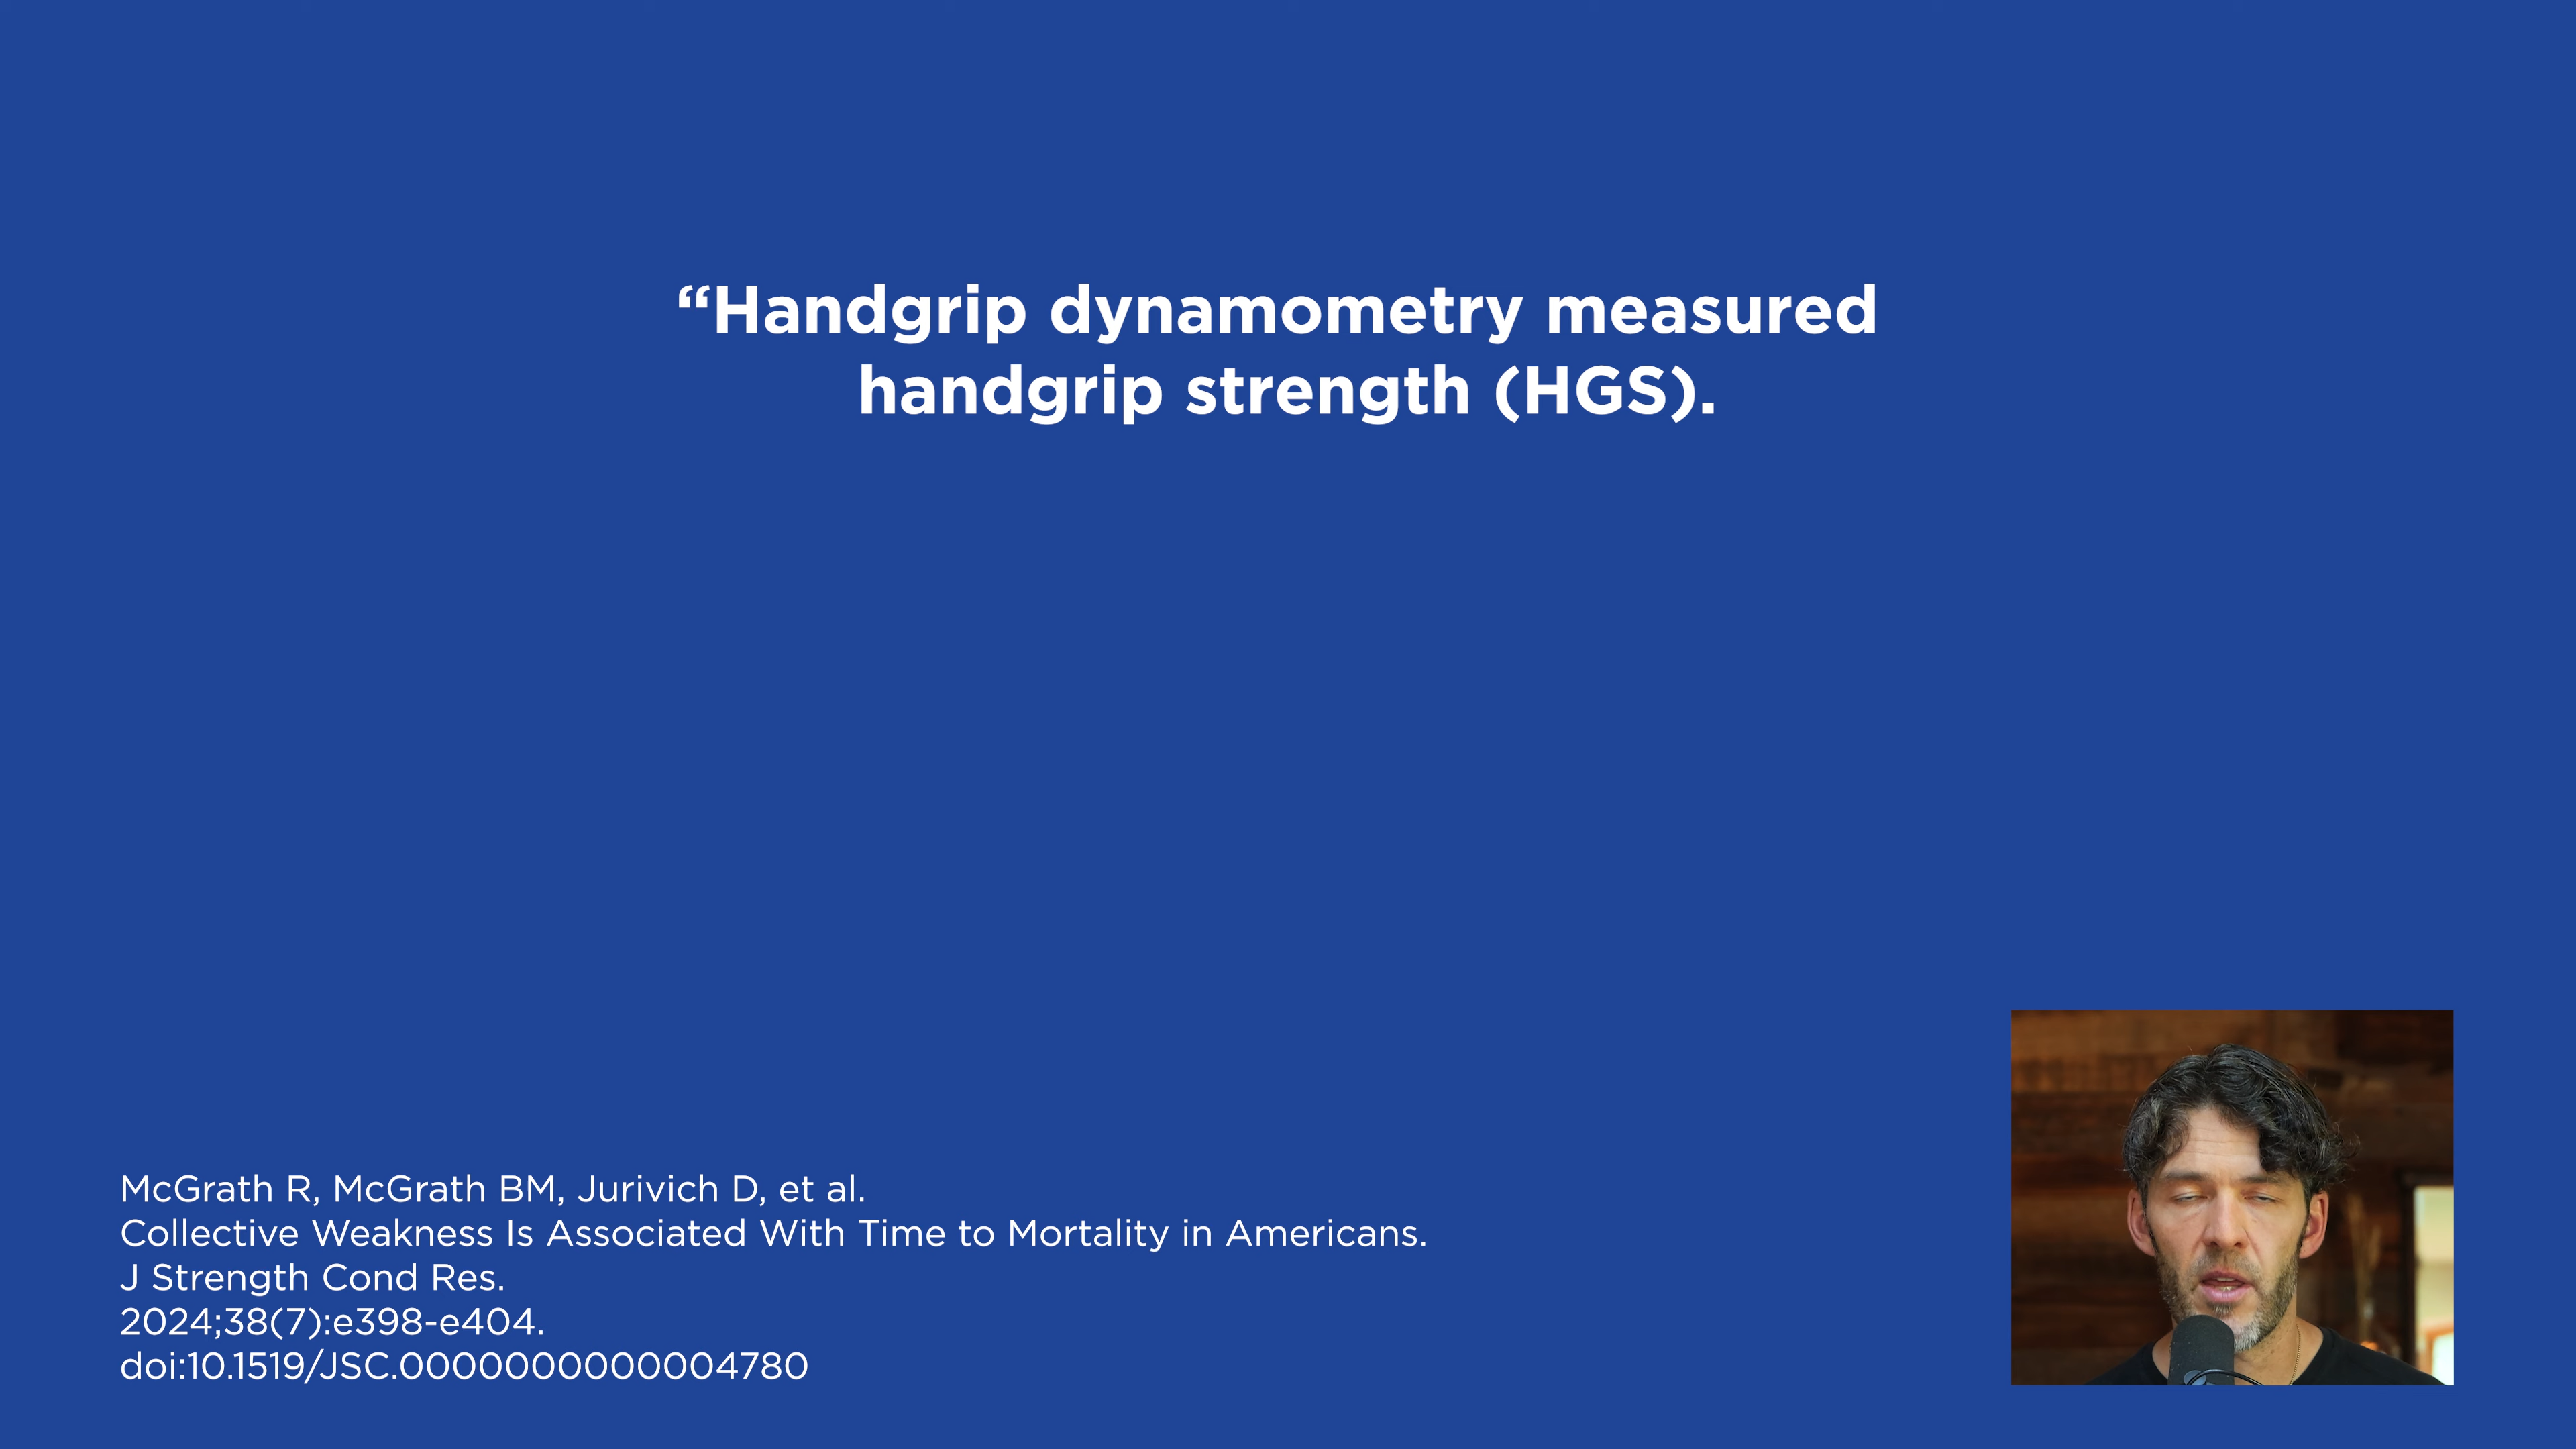 “Handgrip dynamometry measured
handgrip strength (HGS).
McGrath R, McGrath BM, Jurivich D, et al.
Collective Weakness Is Associated With Time to Mortality in Americans.
J Strength Cond Res.
2024;38(7):e398-e404.
doi:10.1519/JSC.0000000000004780